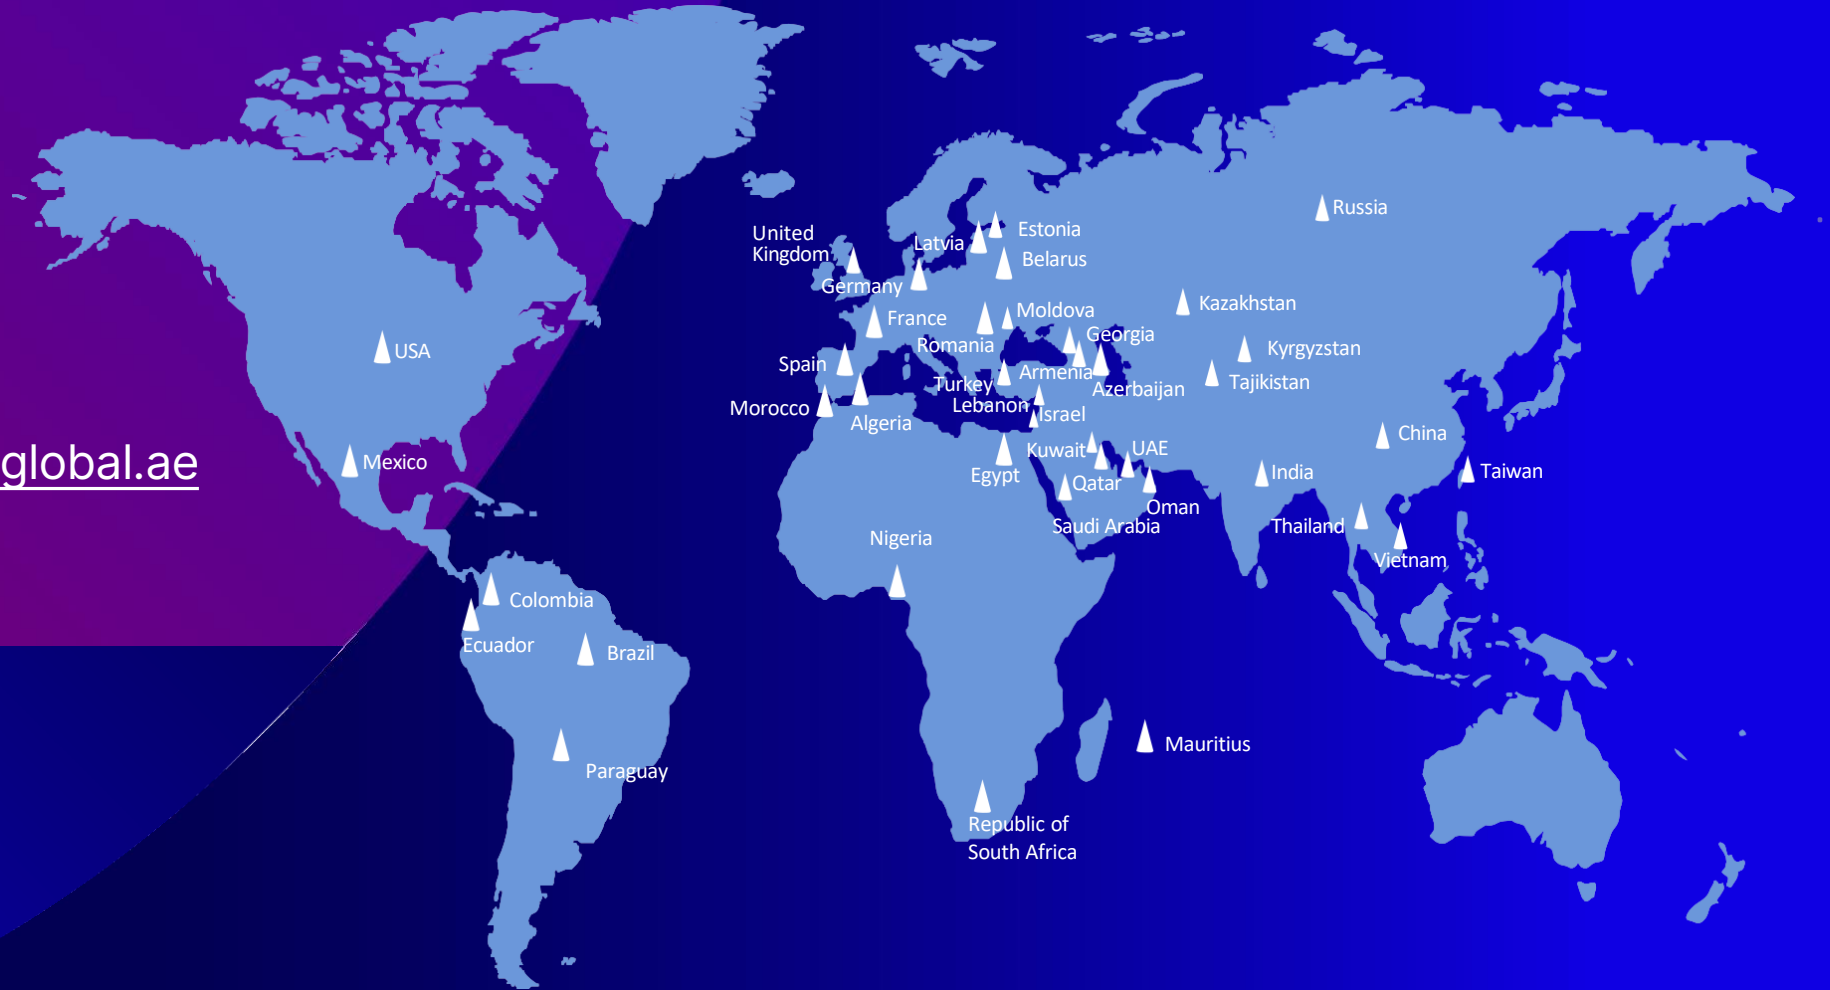 global.ae
USA
Mexico
Colombia
Ecuador
Brazil
Paraguay
United
Kingdom
Germany
Latvia
Estonia
Belarus
France
Moldova
Romania
Georgia
Spain
Turkey
Armenia
Azerbaijan
Morocco
Algeria
Lebanon
Israel
Egypt
Kuwait
UAE
Qatar
Oman
Saudi Arabia
Nigeria
Mauritius
Republic of
South Africa
Russia
Kazakhstan
Kyrgyzstan
Tajikistan
China
Taiwan
India
Thailand
Vietnam